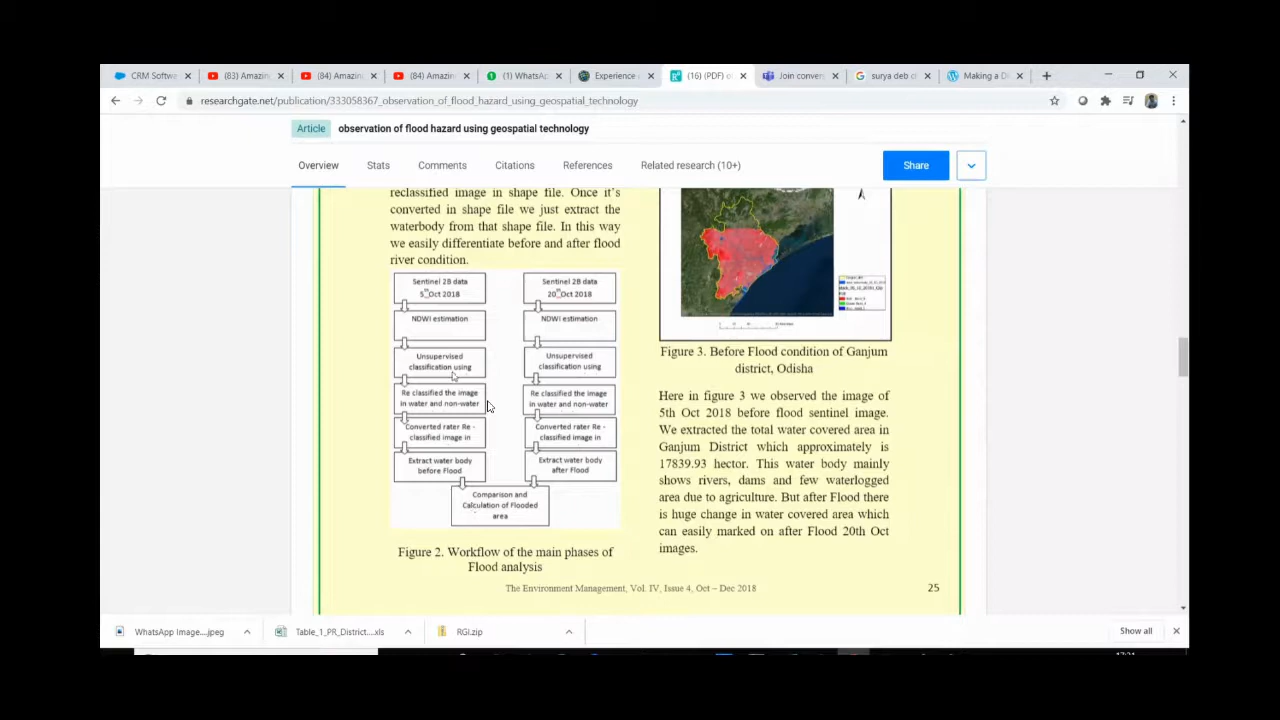 CRM Softwa
(83) Amazin
(84) Amazin
(84) Amazin
(1) WhatsA
Experience
(16) (PDF) o
Join conver
surya deb c
Making a D
researchgate.net/publication/333058367_observation_of_flood_hazard_using_geospatial_technology
Article observation of flood hazard using geospatial technology
Overview Stats Comments Citations References Related research (10+) Share
reclassified image in shape file. Once it's
converted in shape file we just extract the
waterbody from that shape file. In this way
we easily differentiate before and after flood
river condition.
Sentinel 2B data
5th Oct 2018
NDWI estimation
Unsupervised
classification using
Re classified the image
in water and non-water
Converted rater Re -
classified image in
Extract water body
before Flood
Sentinel 2B data
20th Oct 2018
NDWI estimation
Unsupervised
classification using
Re classified the image
in water and non-water
Converted rater Re -
classified image in
Extract water body
after Flood
Comparison and
Calculation of Flooded
area
Figure 2. Workflow of the main phases of
Flood analysis
Figure 3. Before Flood condition of Ganjum
district, Odisha
Here in figure 3 we observed the image of
5th Oct 2018 before flood sentinel image.
We extracted the total water covered area in
Ganjum District which approximately is
17839.93 hector. This water body mainly
shows rivers, dams and few waterlogged
area due to agriculture. But after Flood there
is huge change in water covered area which
can easily marked on after Flood 20th Oct
images.
The Environment Management, Vol. IV, Issue 4, Oct – Dec 2018 25
WhatsApp Image....jpeg
Table_1_PR_District....xls
RGI.zip
Show all